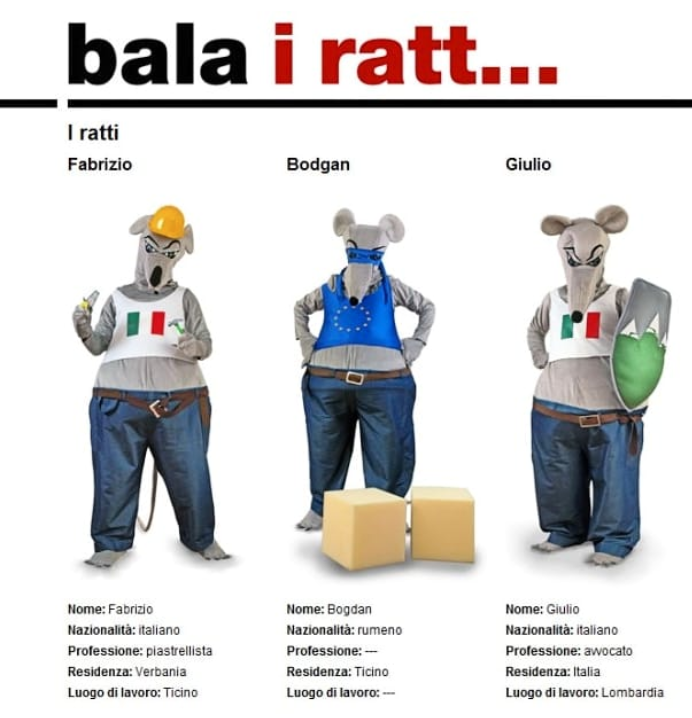 bala i ratt...
I ratti
Fabrizio
Bodgan
Giulio
Nome: Fabrizio
Nazionalità: italiano
Professione: piastrellista
Residenza: Verbania
Luogo di lavoro: Ticino
Nome: Bogdan
Nazionalità: rumeno
Professione: ---
Residenza: Ticino
Luogo di lavoro: ---
Nome: Giulio
Nazionalità: italiano
Professione: avvocato
Residenza: Italia
Luogo di lavoro: Lombardia